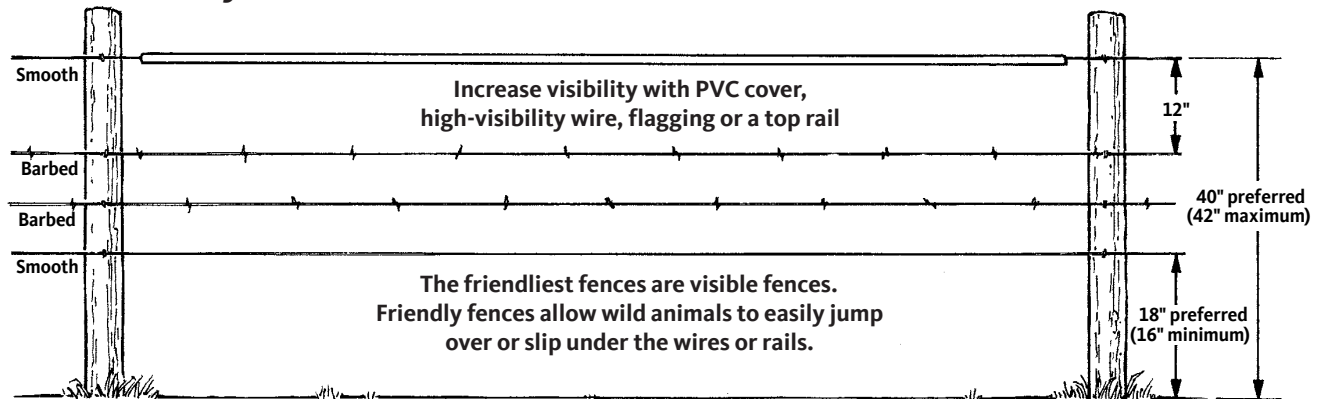 Smooth
Increase visibility with PVC cover,
high-visibility wire, flagging or a top rail
12"
Barbed
40" preferred
(42" maximum)
Barbed
Smooth
The friendliest fences are visible fences.
Friendly fences allow wild animals to easily jump
over or slip under the wires or rails.
18" preferred
(16" minimum)